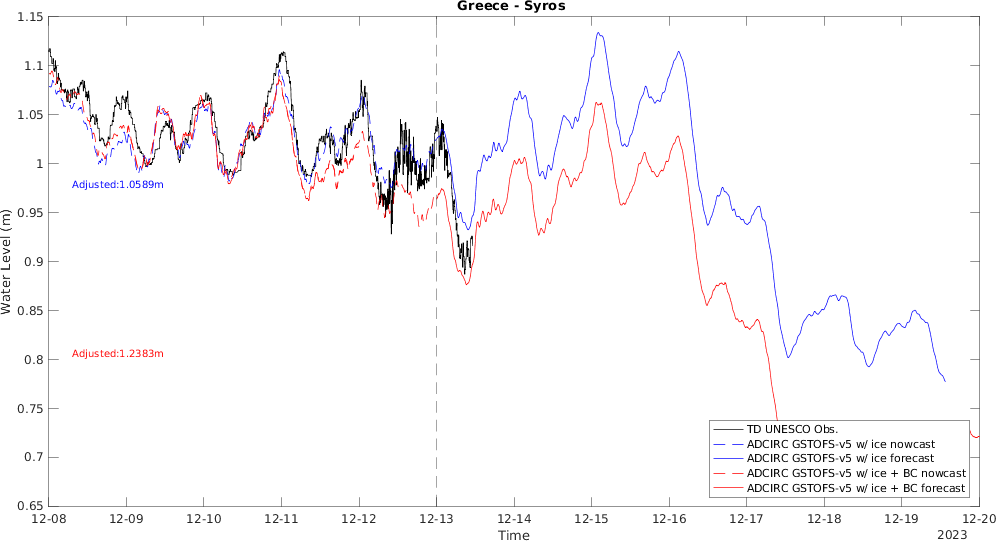 Greece - Syros
Water Level (m)
1.15
1.1
1.05
1
0.95
0.9
0.85
0.8
0.75
0.7
0.65
Adjusted:1.0589m
Adjusted:1.2383m
TD UNESCO Obs.
ADCIRC GSTOFS-v5 w/ ice nowcast
ADCIRC GSTOFS-v5 w/ ice forecast
ADCIRC GSTOFS-v5 w/ ice + BC nowcast
ADCIRC GSTOFS-v5 w/ ice + BC forecast
12-08 12-09 12-10 12-11 12-12 12-13 12-14 12-15 12-16 12-17 12-18 12-19 12-20
Time
2023